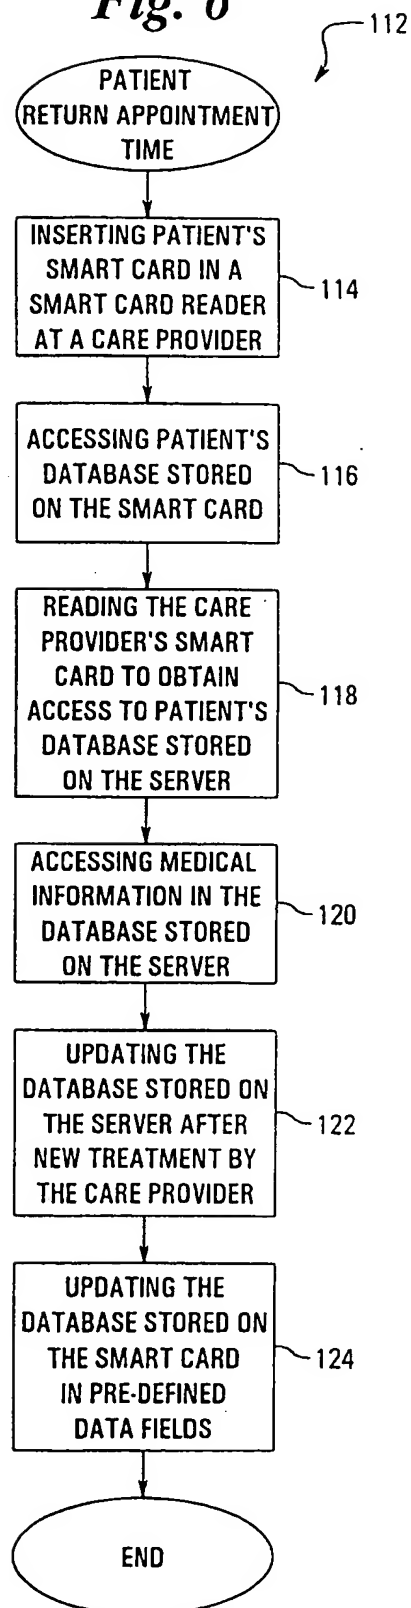 112
PATIENT
RETURN APPOINTMENT
TIME
INSERTING PATIENT'S
SMART CARD IN A
SMART CARD READER
AT A CARE PROVIDER
114
ACCESSING PATIENT'S
DATABASE STORED
ON THE SMART CARD
116
READING THE CARE
PROVIDER'S SMART
CARD TO OBTAIN
ACCESS TO PATIENT'S
DATABASE STORED
ON THE SERVER
118
ACCESSING MEDICAL
INFORMATION IN THE
DATABASE STORED
ON THE SERVER
120
UPDATING THE
DATABASE STORED ON
THE SERVER AFTER
NEW TREATMENT BY
THE CARE PROVIDER
122
UPDATING THE
DATABASE STORED ON
THE SMART CARD
IN PRE-DEFINED
DATA FIELDS
124
END